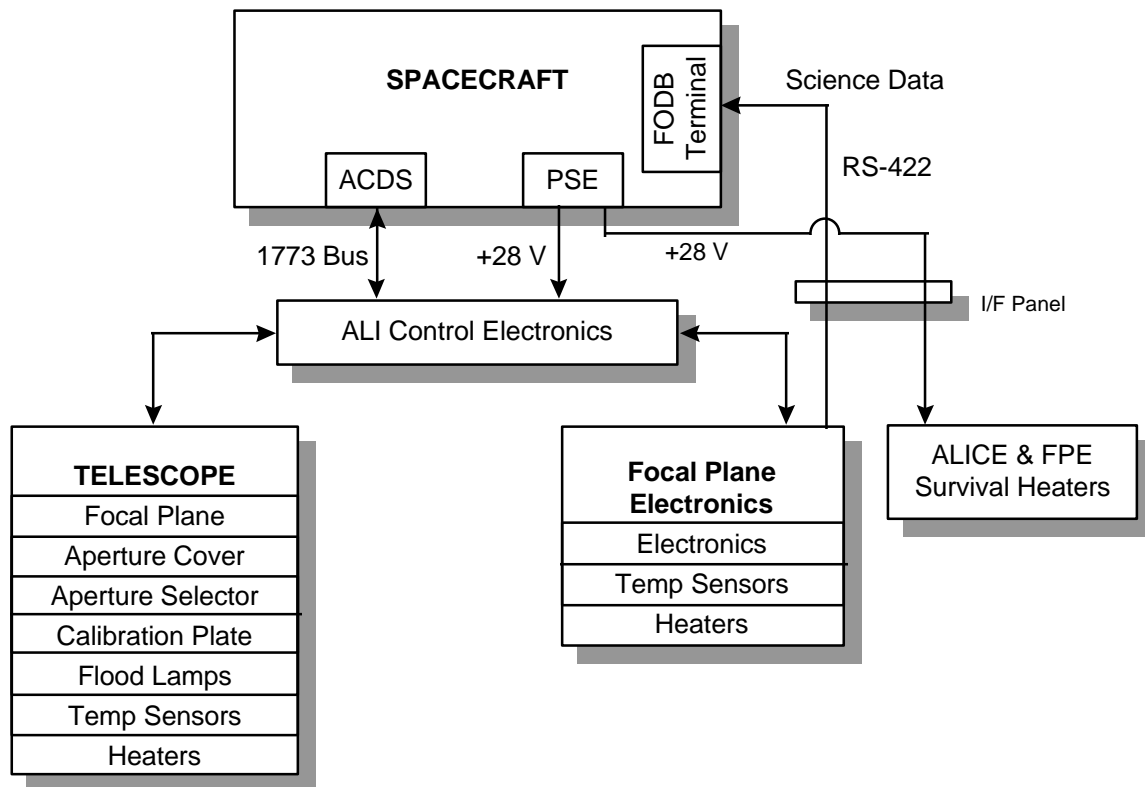 SPACECRAFT
FODB
Terminal
Science Data
ACDS
PSE
RS-422
1773 Bus
+28 V
+28 V
I/F Panel
ALI Control Electronics
TELESCOPE
Focal Plane
Aperture Cover
Aperture Selector
Calibration Plate
Flood Lamps
Temp Sensors
Heaters
Focal Plane
Electronics
Electronics
Temp Sensors
Heaters
ALICE & FPE
Survival Heaters